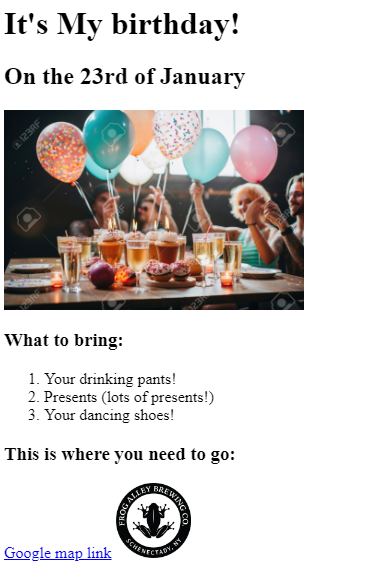 It's My birthday!
On the 23rd of January
123RF
123RF
What to bring:
1. Your drinking pants!
2. Presents (lots of presents!)
3. Your dancing shoes!
This is where you need to go:
FROG ALLEY BREWING CO.
SCHENECTADY, NY
Google map link